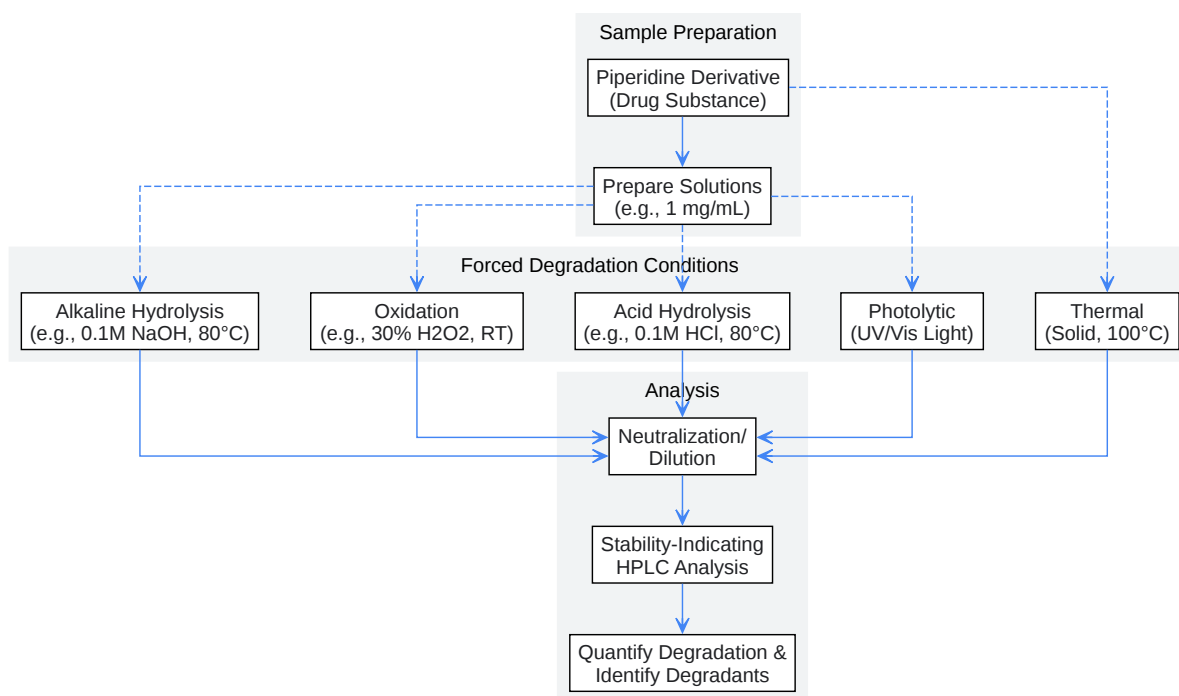 Sample Preparation
Piperidine Derivative
(Drug Substance)
Prepare Solutions
(e.g., 1 mg/mL)
Forced Degradation Conditions
Alkaline Hydrolysis
(e.g., 0.1M NaOH, 80°C)
Oxidation
(e.g., 30% H2O2, RT)
Acid Hydrolysis
(e.g., 0.1M HCl, 80°C)
Photolytic
(UV/Vis Light)
Thermal
(Solid, 100°C)
Analysis
Neutralization/
Dilution
Stability-Indicating
HPLC Analysis
Quantify Degradation &
Identify Degradants